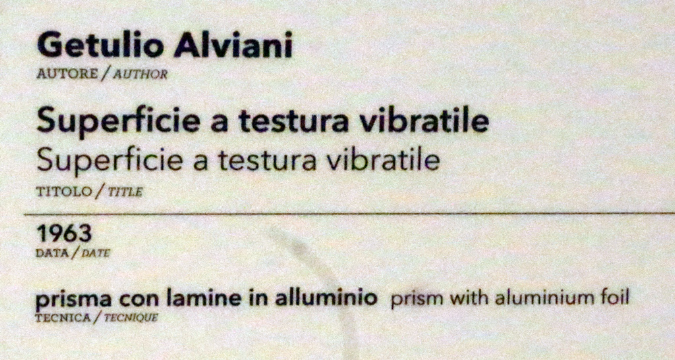 Getulio Alviani
AUTORE / AUTHOR
Superficie a testura vibratile
Superficie a testura vibratile
TITOLO / TITLE
1963
DATA / DATE
prisma con lamine in alluminio prism with aluminium foil
TECNICA / TECNIQUE